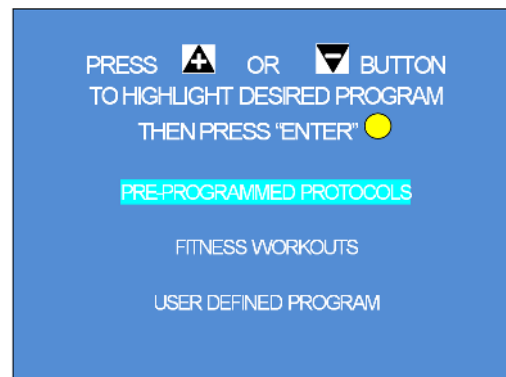 PRESS + OR − BUTTON
TO HIGHLIGHT DESIRED PROGRAM
THEN PRESS "ENTER"
PRE-PROGRAMMED PROTOCOLS
FITNESS WORKOUTS
USER DEFINED PROGRAM